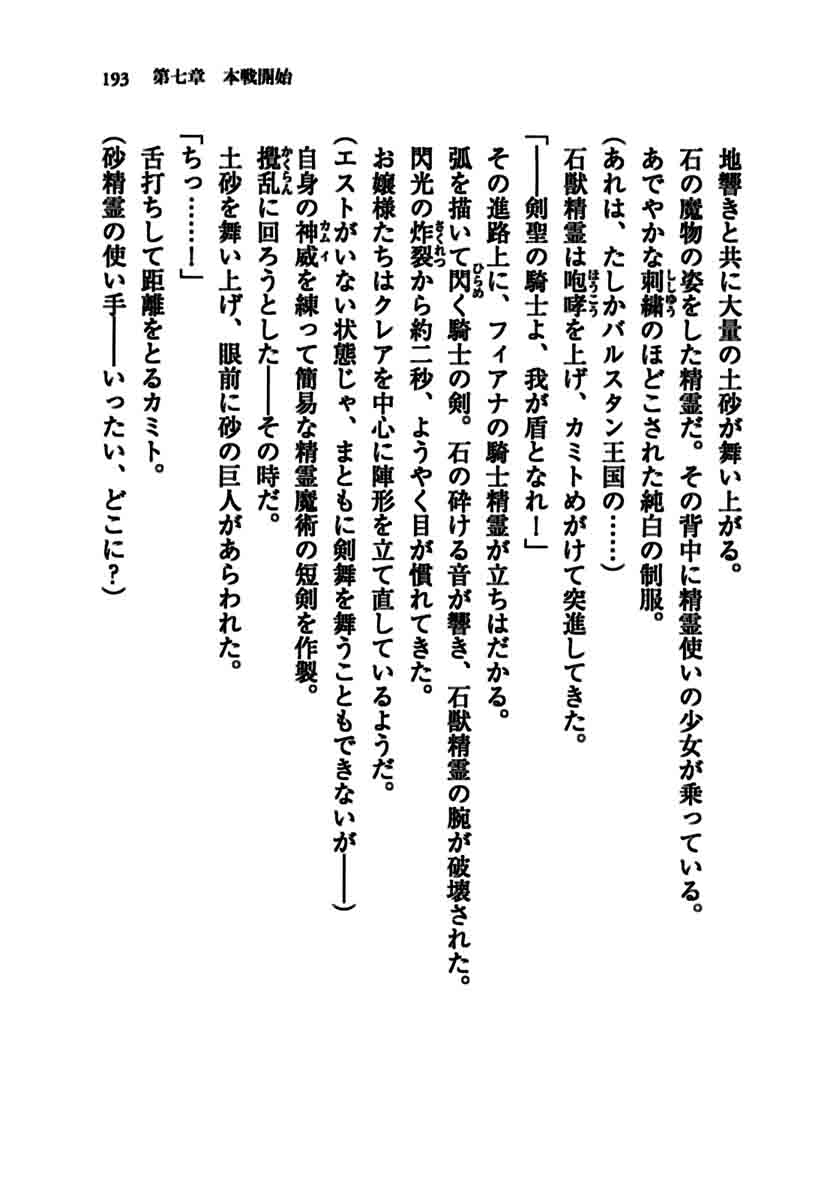 193　第七章　本戦開始
地響きと共に大量の土砂が舞い上がる。
石の魔物の姿をした精霊だ。その背中に精霊使いの少女が乗っている。
あでやかな刺繍のほどこされた純白の制服。
（あれは、たしかバルスタン王国の……）
石獣精霊は咆哮を上げ、カミトめがけて突進してきた。
「――剣聖の騎士よ、我が盾となれ！」
その進路上に、フィアナの騎士精霊が立ちはだかる。
弧を描いて閃く騎士の剣。石の砕ける音が響き、石獣精霊の腕が破壊された。
閃光の炸裂から約二秒、ようやく目が慣れてきた。
お嬢様たちはクレアを中心に陣形を立て直しているようだ。
（エストがいない状態じゃ、まともに剣舞を舞うこともできないが――）
自身の神威を練って簡易な精霊魔術の短剣を作製。
攪乱に回ろうとした――その時だ。
土砂を舞い上げ、眼前に砂の巨人があらわれた。
「ちっ……！」
舌打ちして距離をとるカミト。
（砂精霊の使い手――いったい、どこに？）